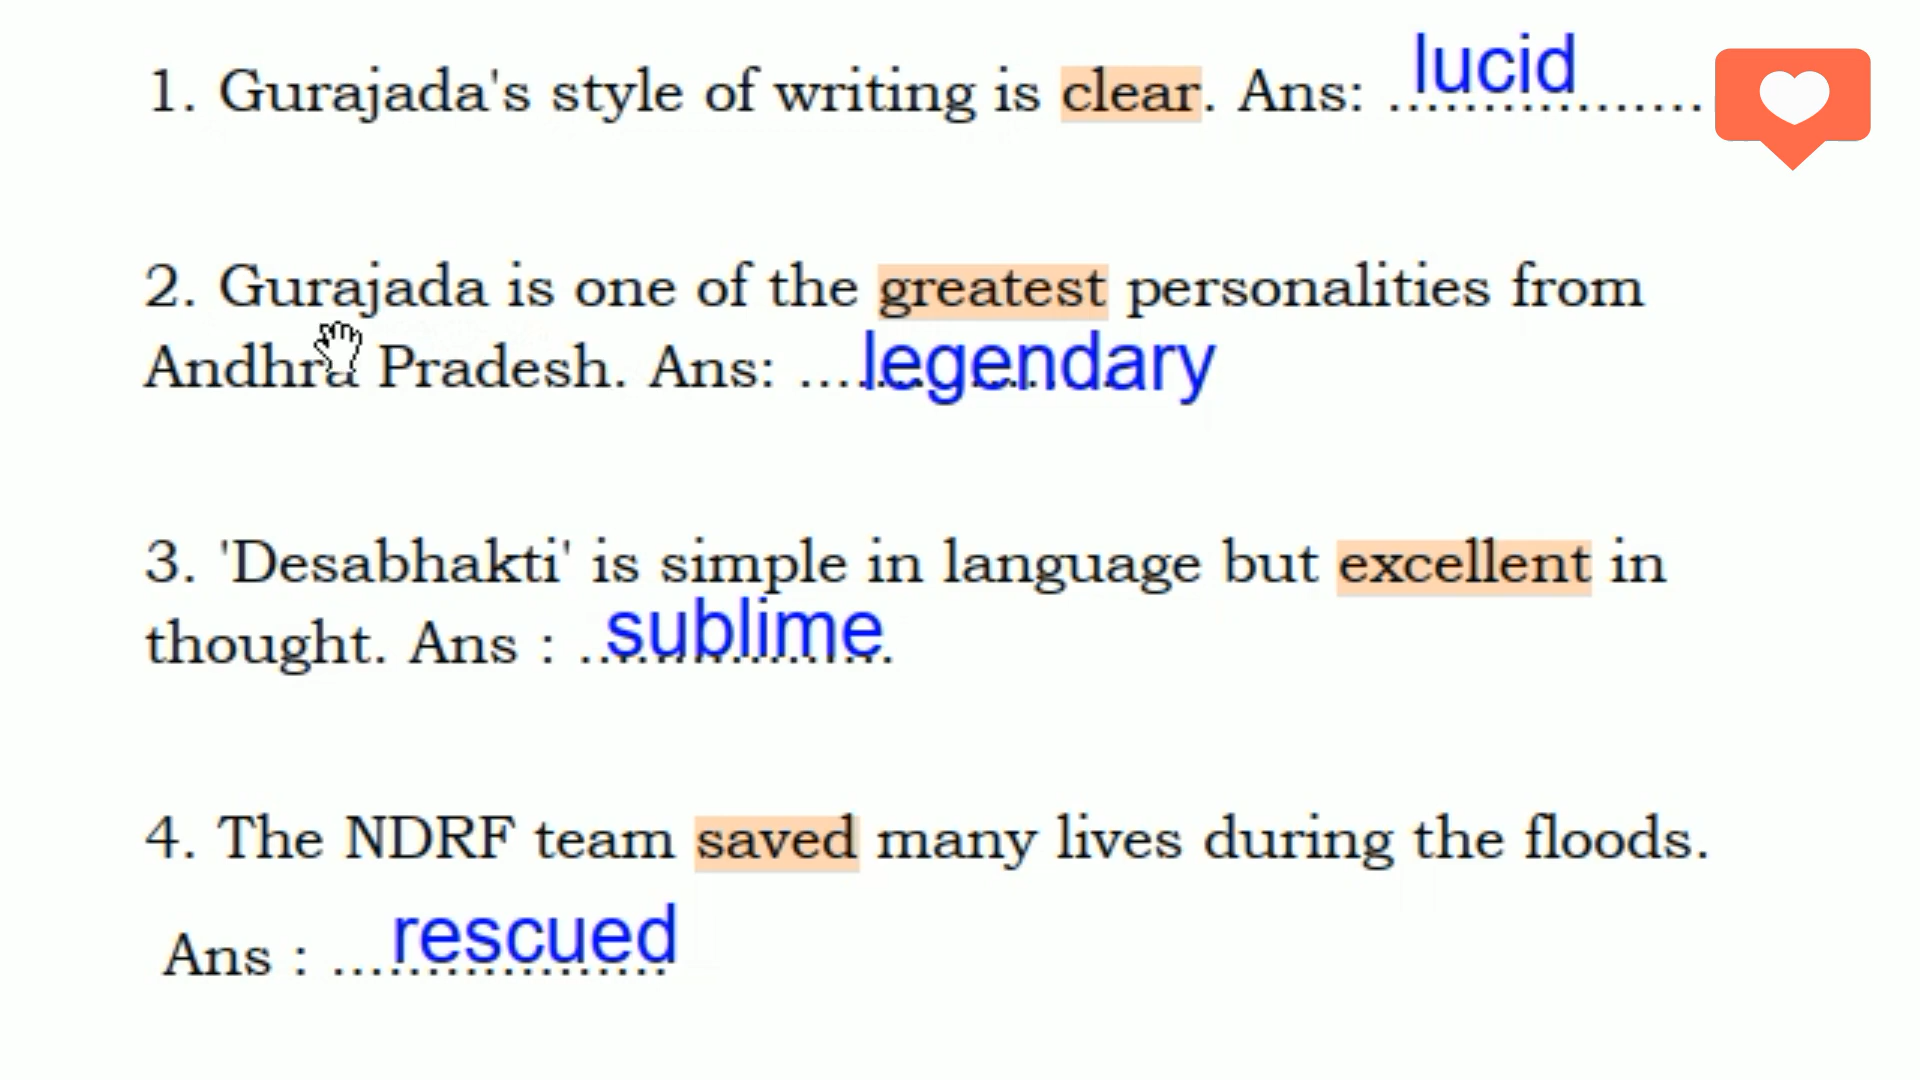 1. Gurajada's style of writing is clear. Ans: ................. lucid
2. Gurajada is one of the greatest personalities from
Andhra Pradesh. Ans: ................. legendary
3. 'Desabhakti' is simple in language but excellent in
thought. Ans : ................. sublime
4. The NDRF team saved many lives during the floods.
Ans : .................. rescued